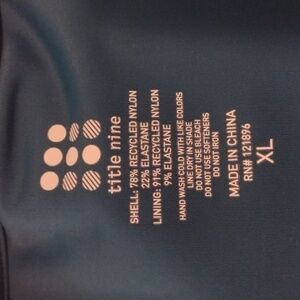 title nine
SHELL: 78% RECYCLED NYLON
22% ELASTANE
LINING: 91% RECYCLED NYLON
9% ELASTANE
HAND WASH COLD WITH LIKE COLORS
LINE DRY IN SHADE
DO NOT USE BLEACH
DO NOT USE SOFTENERS
DO NOT IRON
MADE IN CHINA
RN# 121896
XL